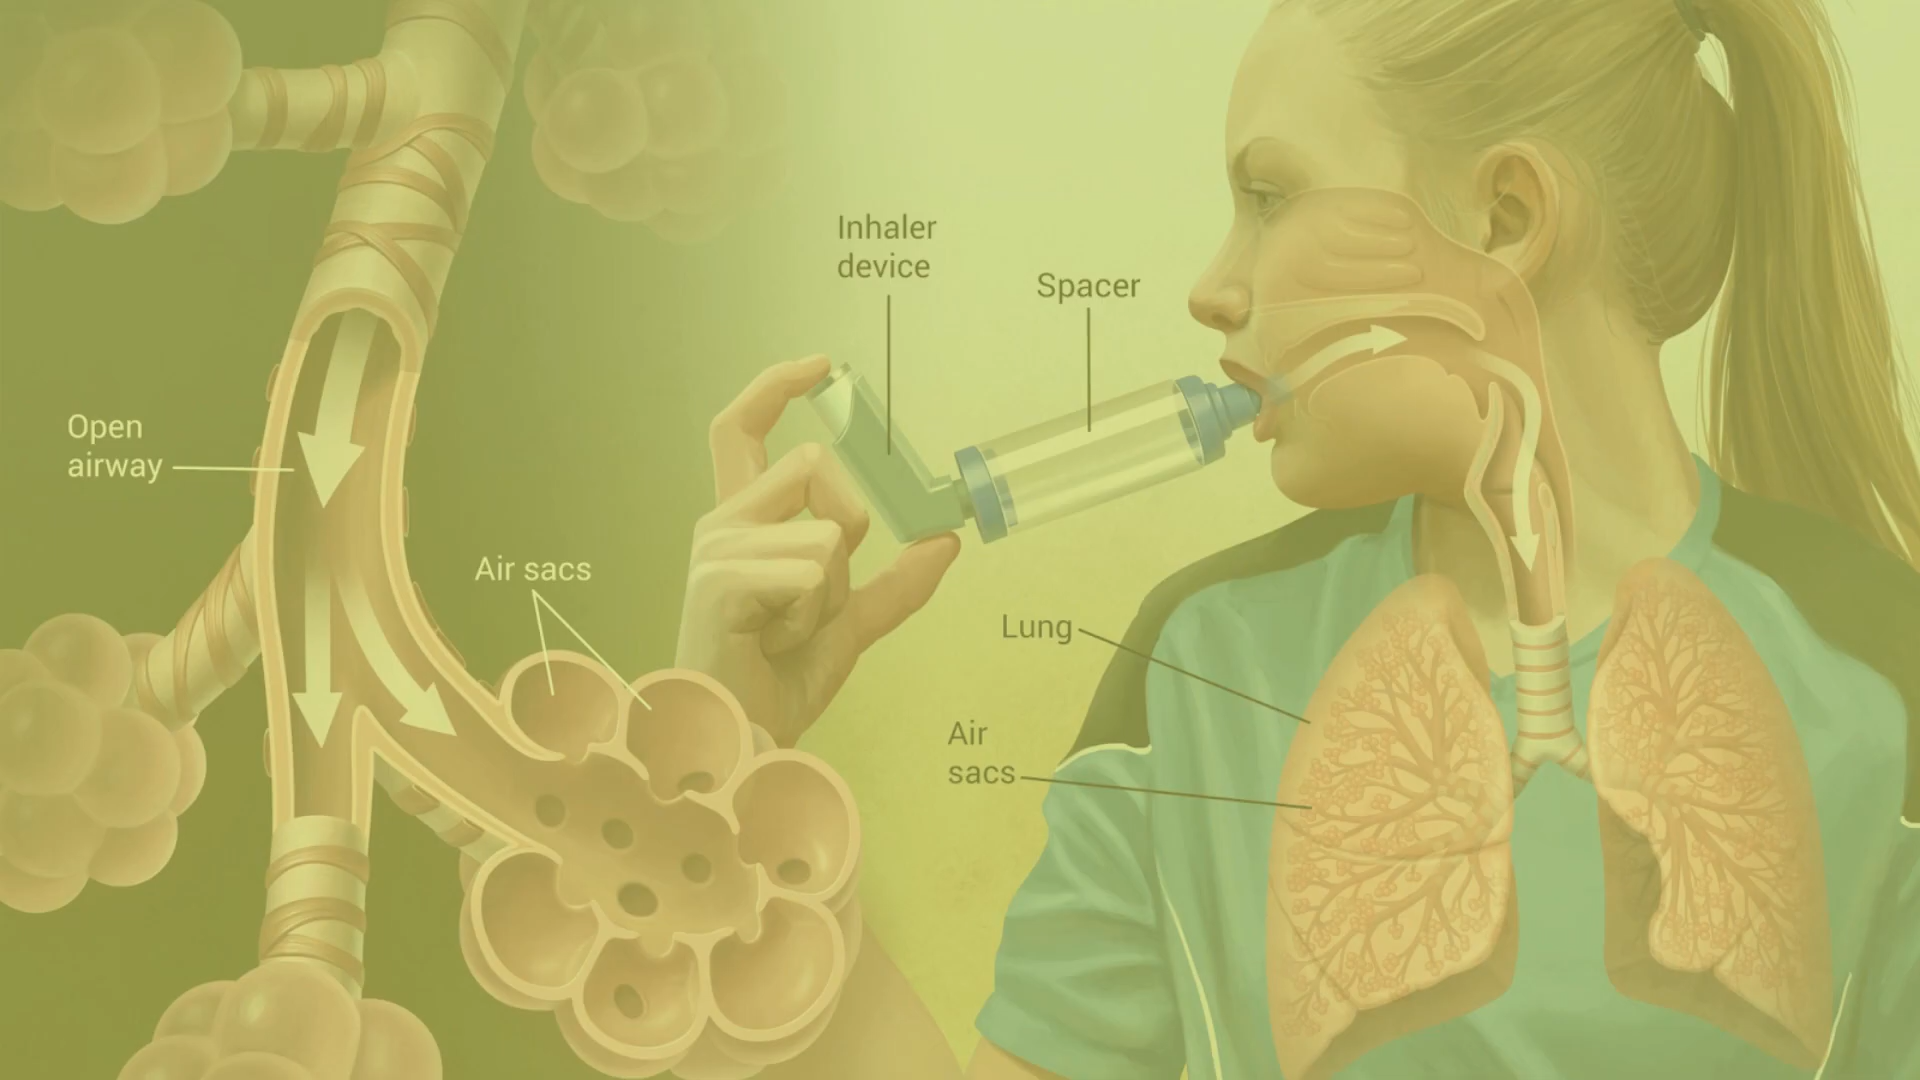 Inhaler
device
Spacer
Open
airway
Air sacs
Lung
Air
sacs